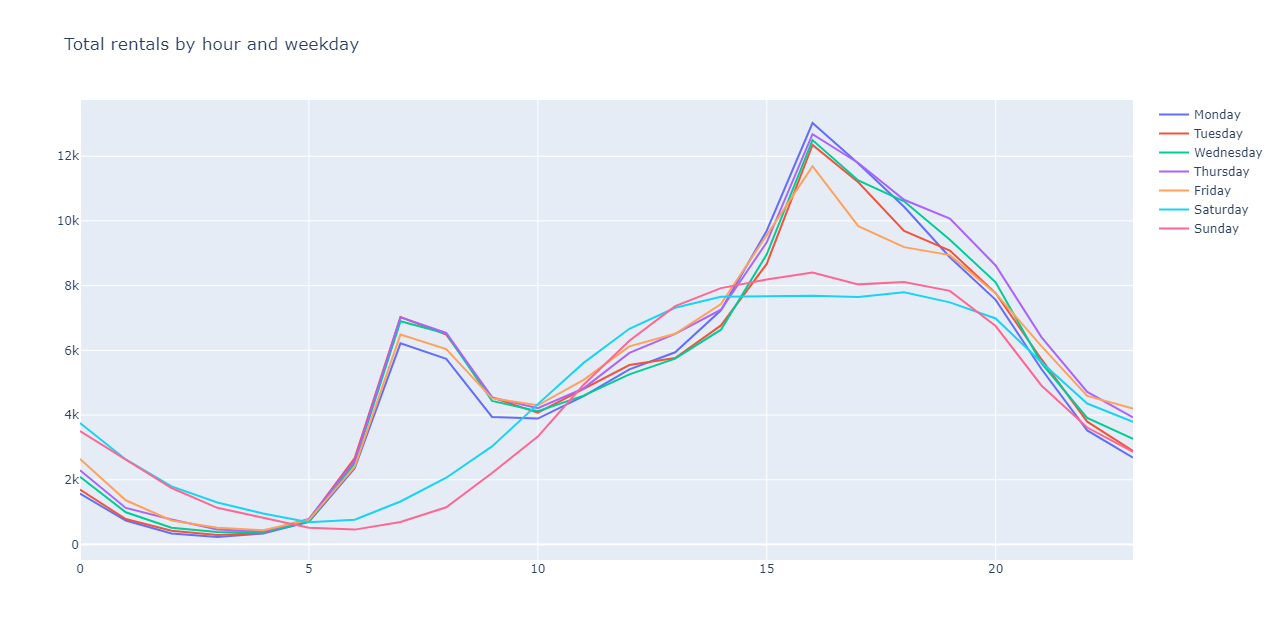 Total rentals by hour and weekday
12k
10k
8k
6k
4k
2k
0
0 5 10 15 20
Monday
Tuesday
Wednesday
Thursday
Friday
Saturday
Sunday